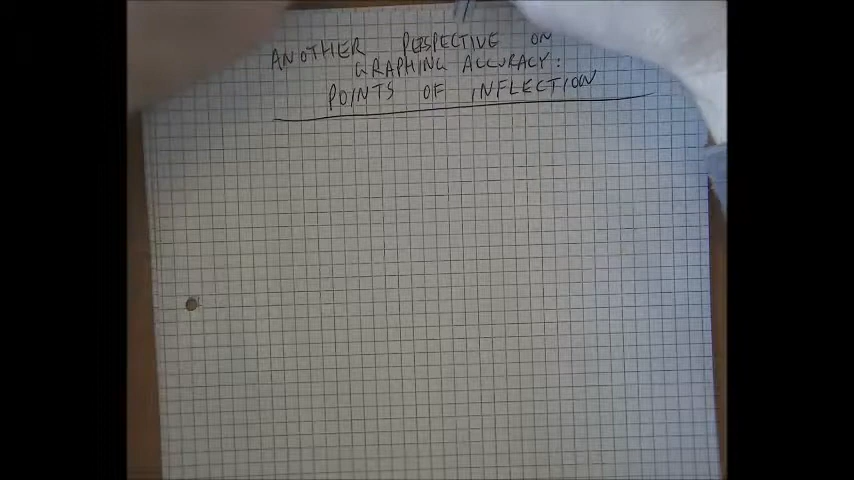 ANOTHER PERSPECTIVE ON
GRAPHING ACCURACY:
POINTS OF INFLECTION